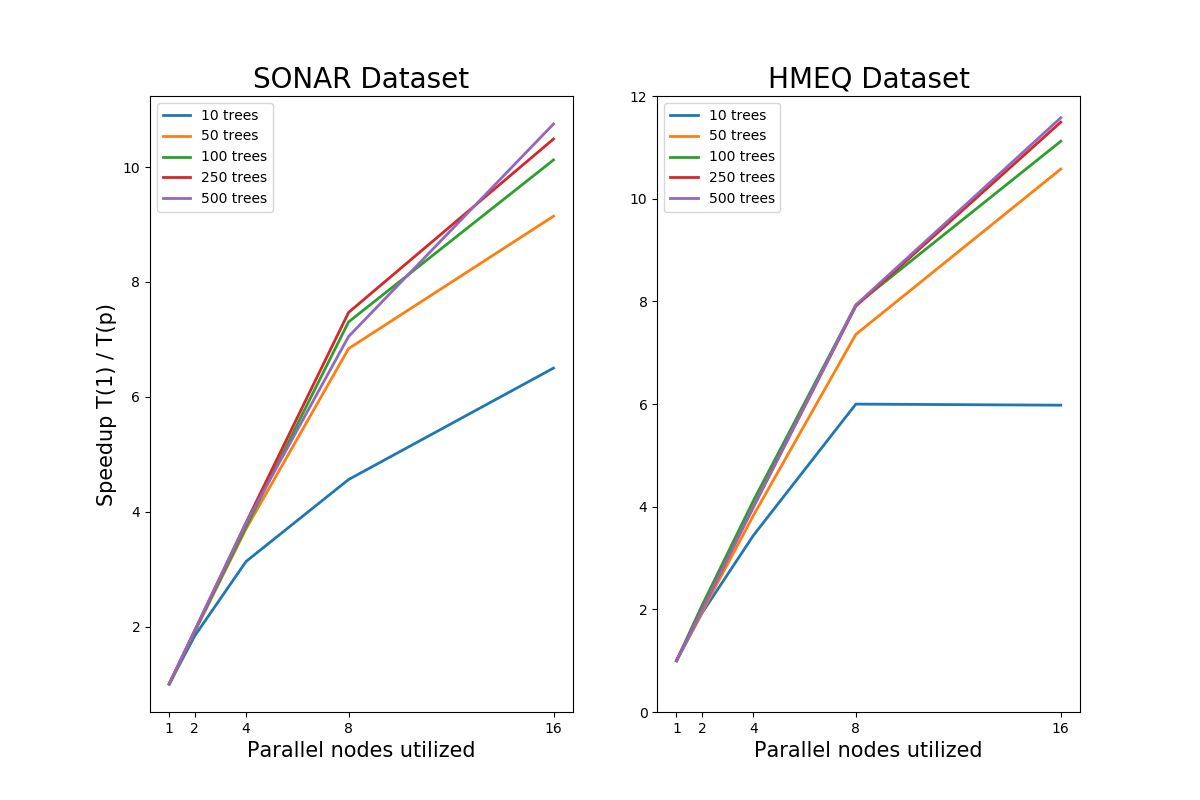 SONAR Dataset
10 trees
50 trees
100 trees
250 trees
500 trees
Speedup T(1) / T(p)
10
8
6
4
2
1 2 4 8 16
Parallel nodes utilized
HMEQ Dataset
10 trees
50 trees
100 trees
250 trees
500 trees
12
10
8
6
4
2
0
1 2 4 8 16
Parallel nodes utilized